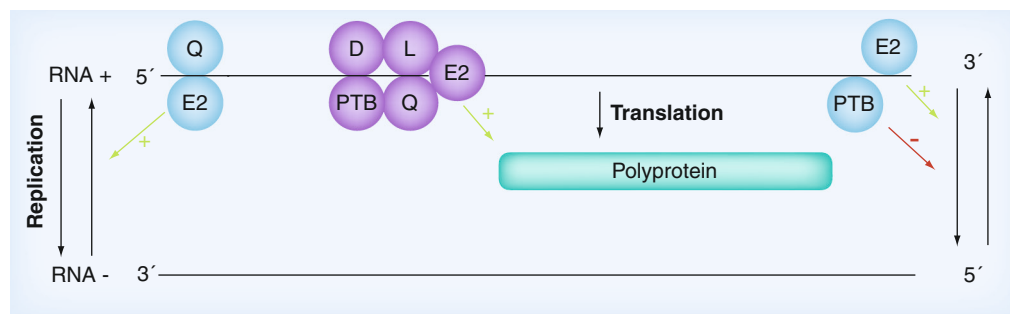 Q
D L
E2
E2
3´
RNA + 5´
E2
PTB Q
PTB
+
+
+
Translation
-
Replication
Polyprotein
RNA - 3´
5´